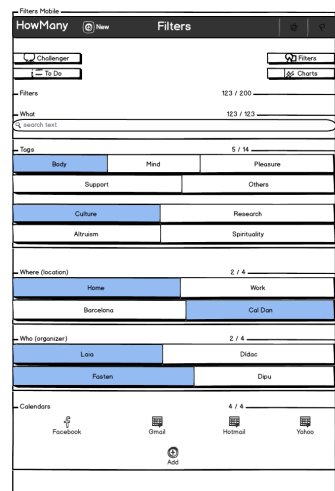 Filters Mobile
HowMany New Filters
Challenger Filters
To Do Charts
Filters 123 / 200
What 123 / 123
search text
Tags 5 / 14
Body Mind Pleasure
Support Others
Culture Research
Altruism Spirituality
Where (location) 2 / 4
Home Work
Barcelona Cal Dan
Who (organizer) 2 / 4
Laia Didac
Fasten Dipu
Calendars 4 / 4
Facebook Gmail Hotmail Yahoo
Add